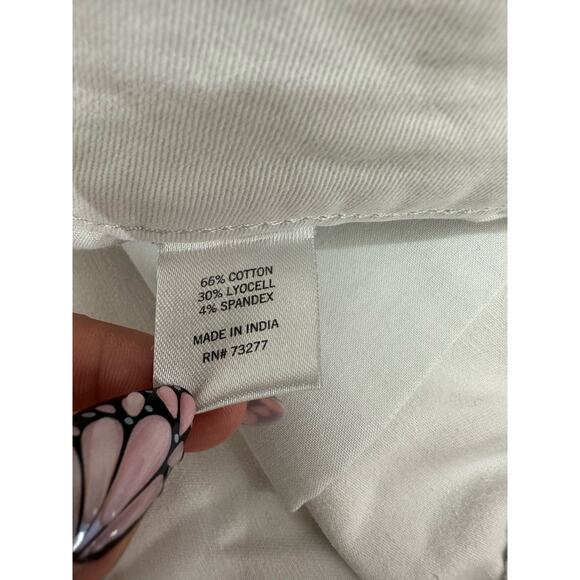 66% COTTON
30% LYOCELL
4% SPANDEX
MADE IN INDIA
RN# 73277